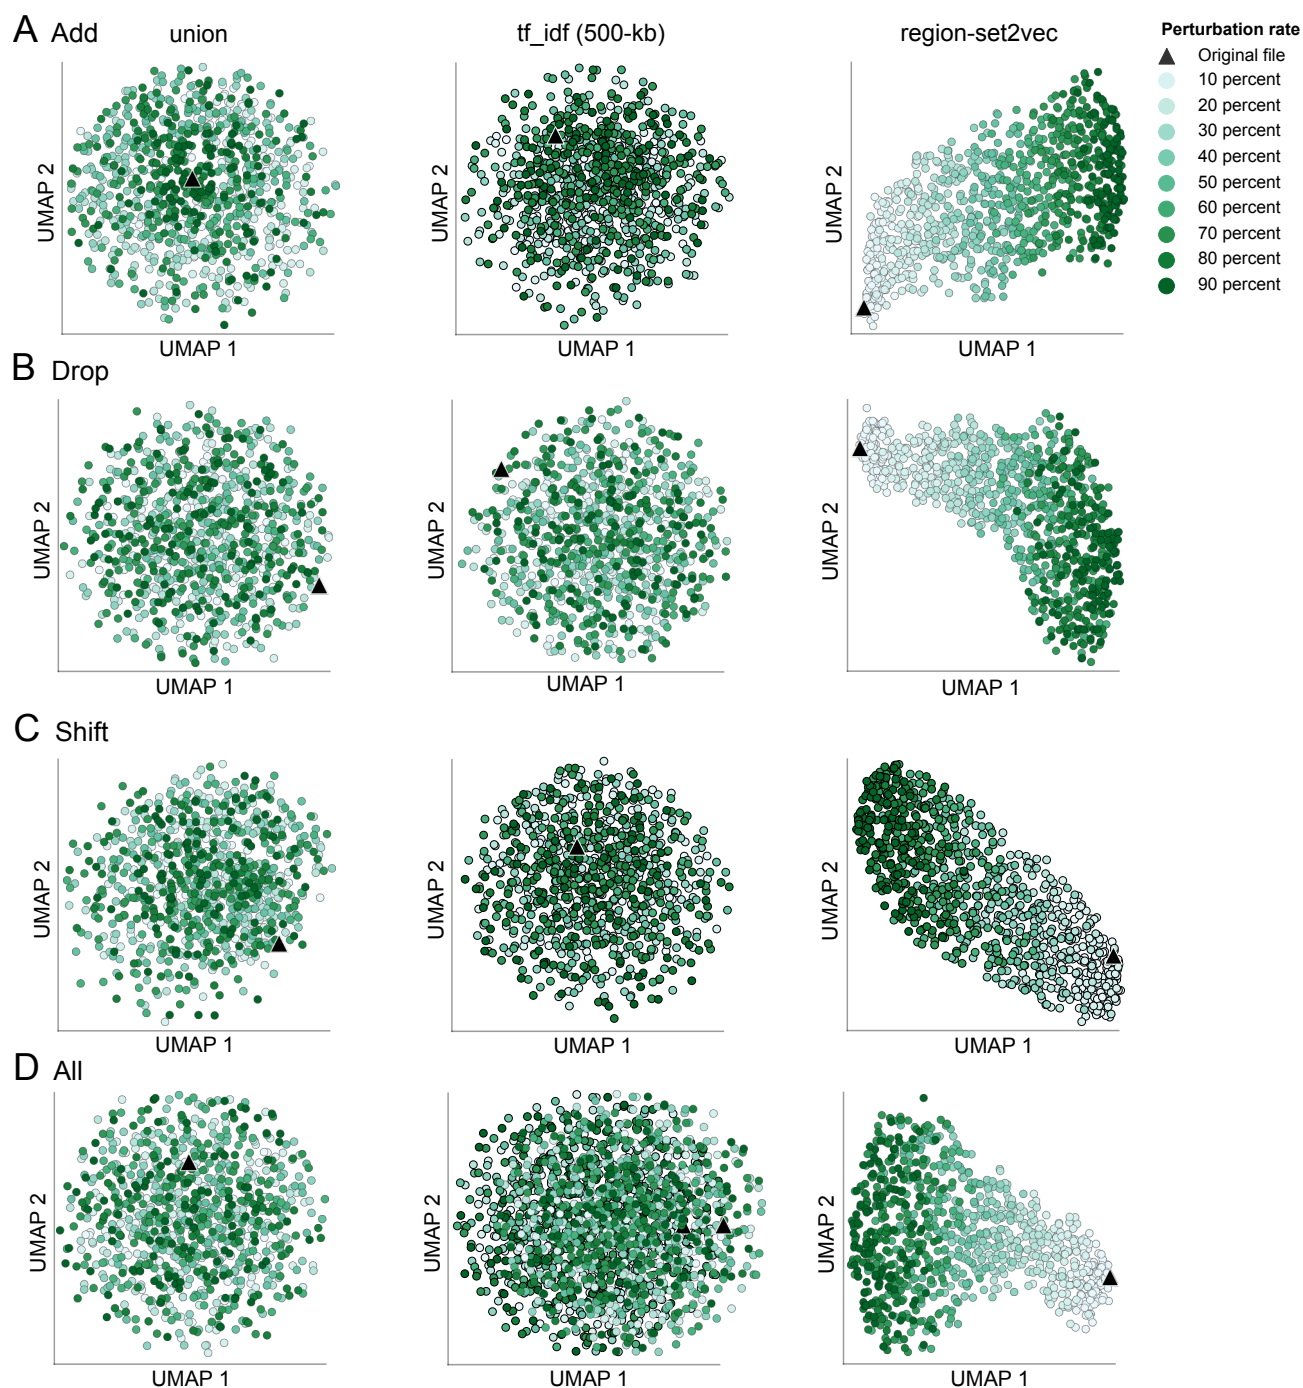 A Add
union
tf_idf (500-kb)
region-set2vec
Perturbation rate
Original file
10 percent
20 percent
30 percent
40 percent
50 percent
60 percent
70 percent
80 percent
90 percent
UMAP 2
UMAP 2
UMAP 2
UMAP 1
UMAP 1
UMAP 1
B Drop
UMAP 2
UMAP 2
UMAP 2
UMAP 1
UMAP 1
UMAP 1
C Shift
UMAP 2
UMAP 2
UMAP 2
UMAP 1
UMAP 1
UMAP 1
D All
UMAP 2
UMAP 2
UMAP 2
UMAP 1
UMAP 1
UMAP 1